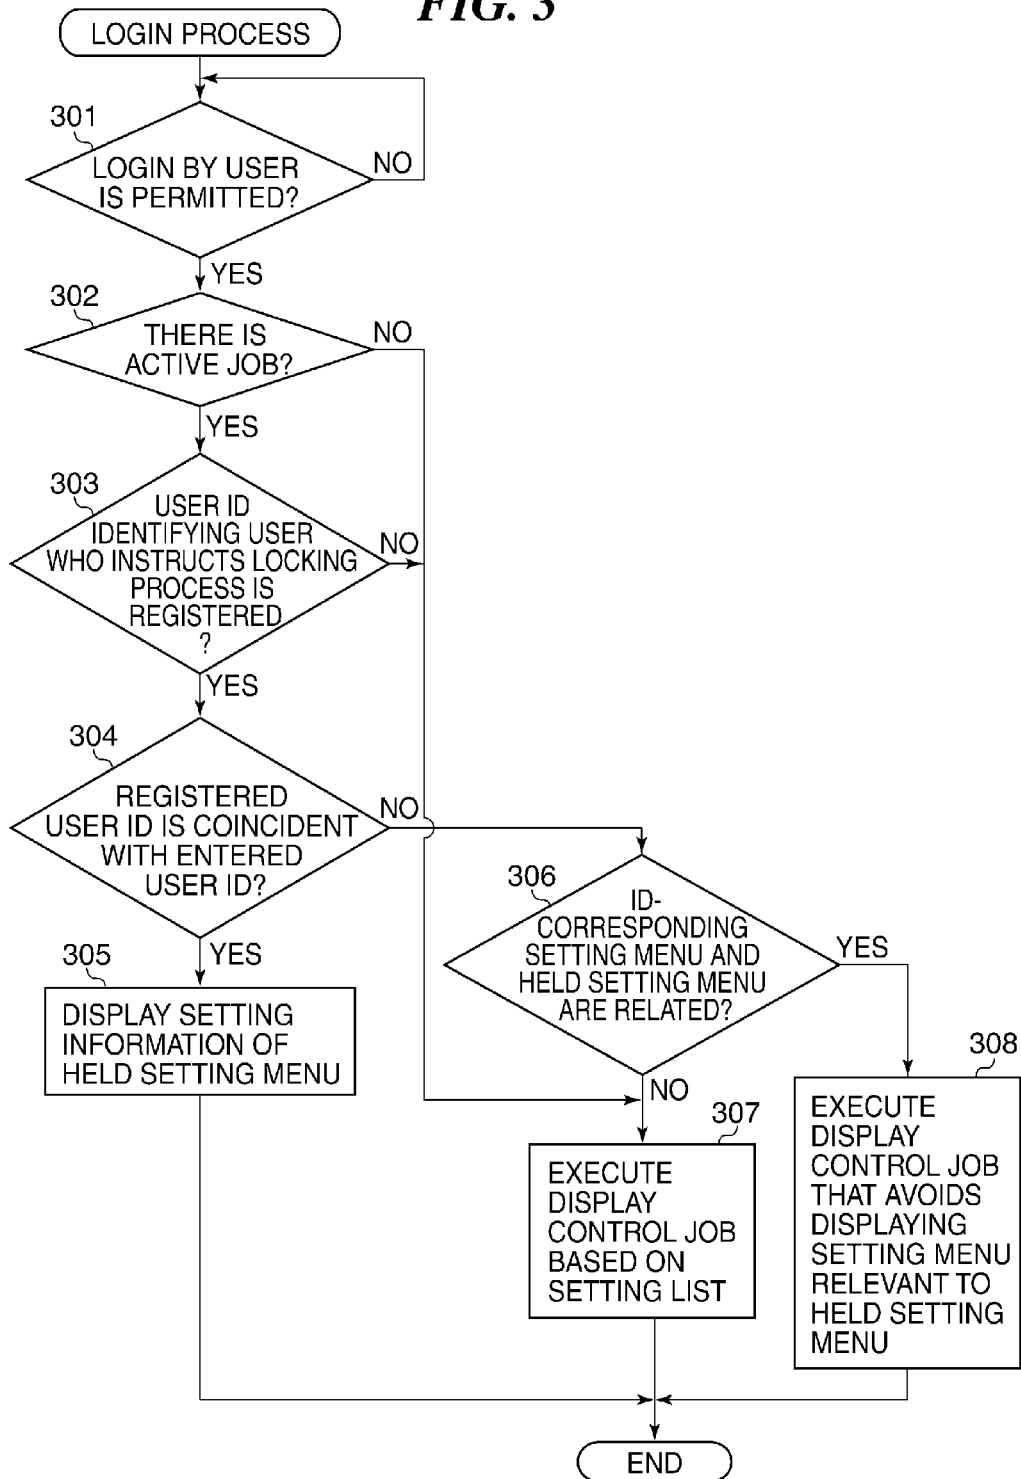 FIG. 3
LOGIN PROCESS
301
LOGIN BY USER
IS PERMITTED?
NO
YES
302
THERE IS
ACTIVE JOB?
NO
YES
303
USER ID
IDENTIFYING USER
WHO INSTRUCTS LOCKING
PROCESS IS
REGISTERED
?
NO
YES
304
REGISTERED
USER ID IS COINCIDENT
WITH ENTERED
USER ID?
NO
YES
305
DISPLAY SETTING
INFORMATION OF
HELD SETTING MENU
306
ID-
CORRESPONDING
SETTING MENU AND
HELD SETTING MENU
ARE RELATED?
YES
NO
307
EXECUTE
DISPLAY
CONTROL JOB
BASED ON
SETTING LIST
308
EXECUTE
DISPLAY
CONTROL JOB
THAT AVOIDS
DISPLAYING
SETTING MENU
RELEVANT TO
HELD SETTING
MENU
END